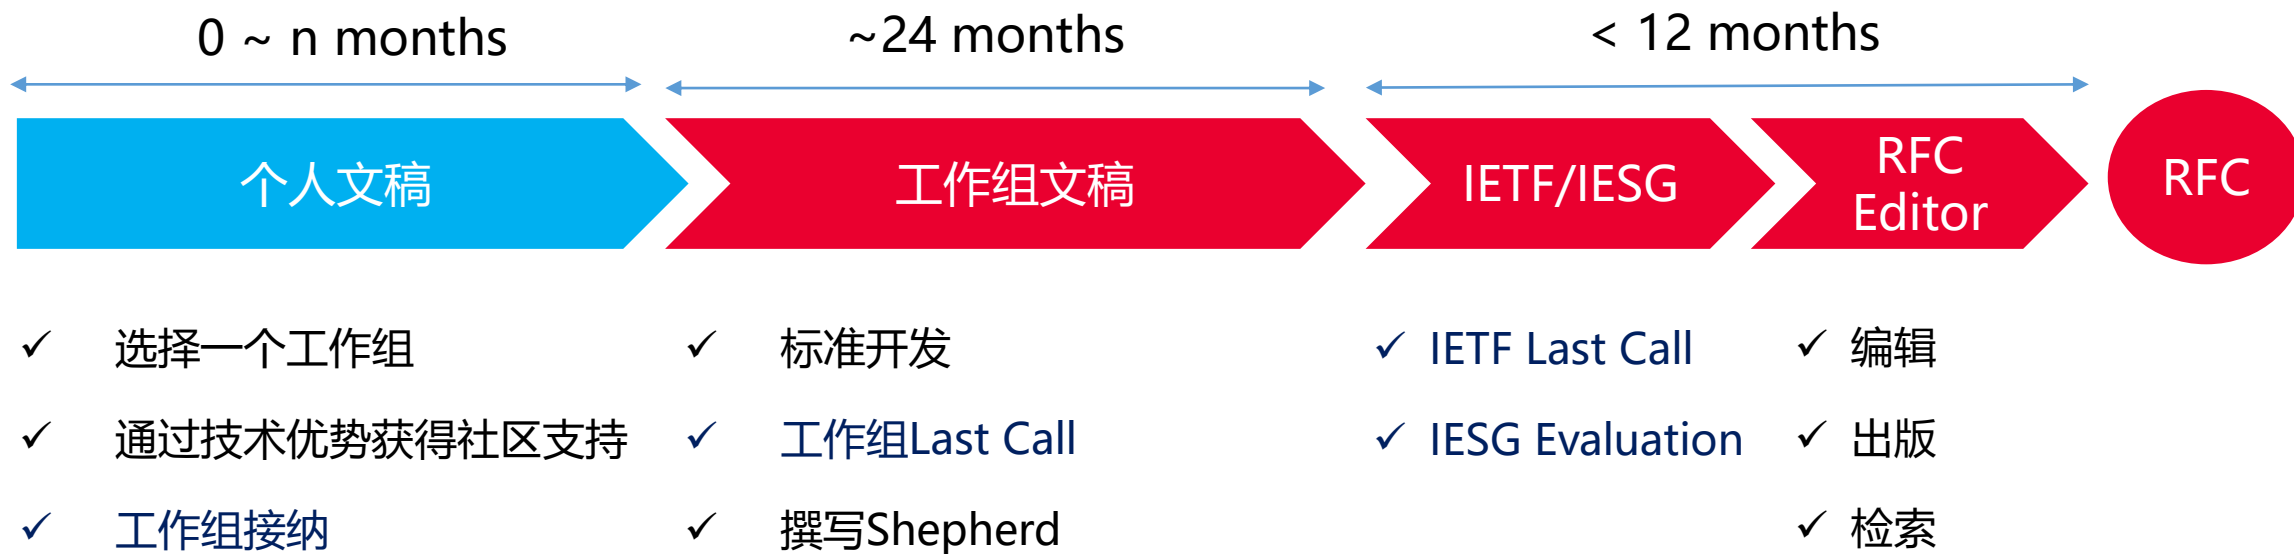 0 ~ n months
~24 months
< 12 months
个人文稿
工作组文稿
IETF/IESG
RFC
Editor
RFC
选择一个工作组
通过技术优势获得社区支持
工作组接纳
标准开发
工作组Last Call
撰写Shepherd
IETF Last Call
IESG Evaluation
编辑
出版
检索